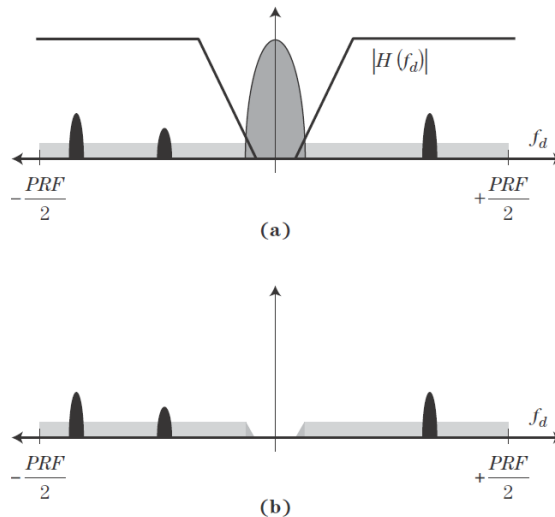 |H (f_d)|
f_d
− PRF/2
+ PRF/2
(a)
f_d
− PRF/2
+ PRF/2
(b)